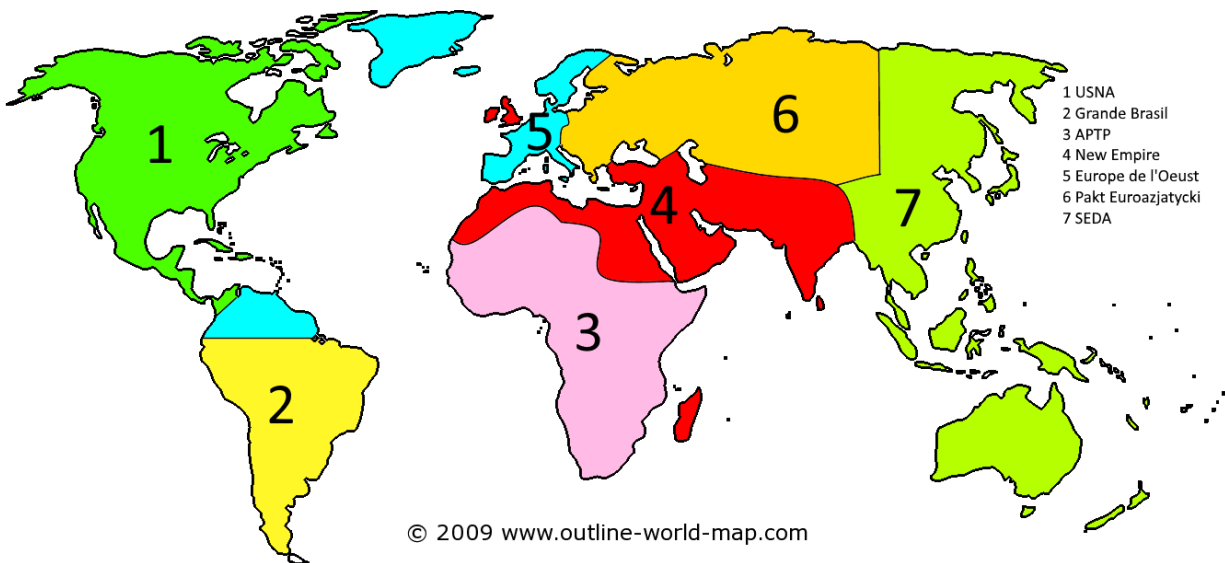 1 USNA
2 Grande Brasil
3 APTP
4 New Empire
5 Europe de l'Oeust
6 Pakt Euroazjatycki
7 SEDA
1
2
3
4
5
6
7
© 2009 www.outline-world-map.com